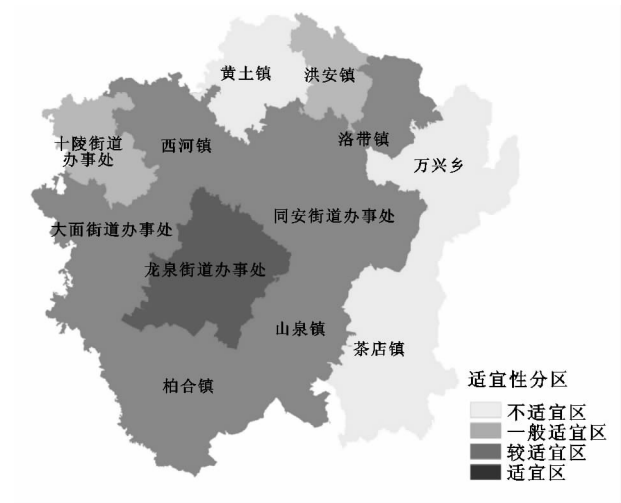 黄土镇
洪安镇
十陵街道
办事处
西河镇
洛带镇
万兴乡
大面街道办事处
同安街道办事处
龙泉街道办事处
山泉镇
茶店镇
柏合镇
适宜性分区
不适宜区
一般适宜区
较适宜区
适宜区